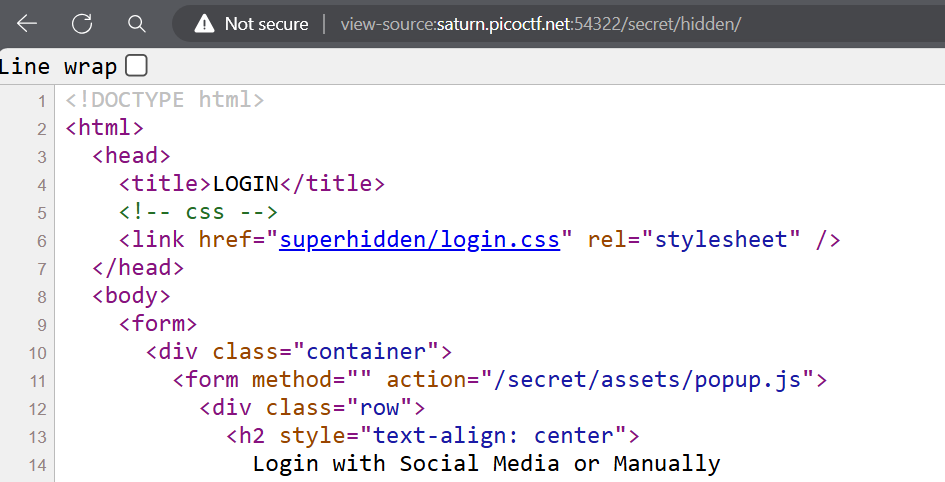 Not secure | view-source:saturn.picoctf.net:54322/secret/hidden/
Line wrap
1 <!DOCTYPE html>
2 <html>
3 <head>
4 <title>LOGIN</title>
5 <!-- css -->
6 <link href="superhidden/login.css" rel="stylesheet" />
7 </head>
8 <body>
9 <form>
10 <div class="container">
11 <form method="" action="/secret/assets/popup.js">
12 <div class="row">
13 <h2 style="text-align: center">
14 Login with Social Media or Manually